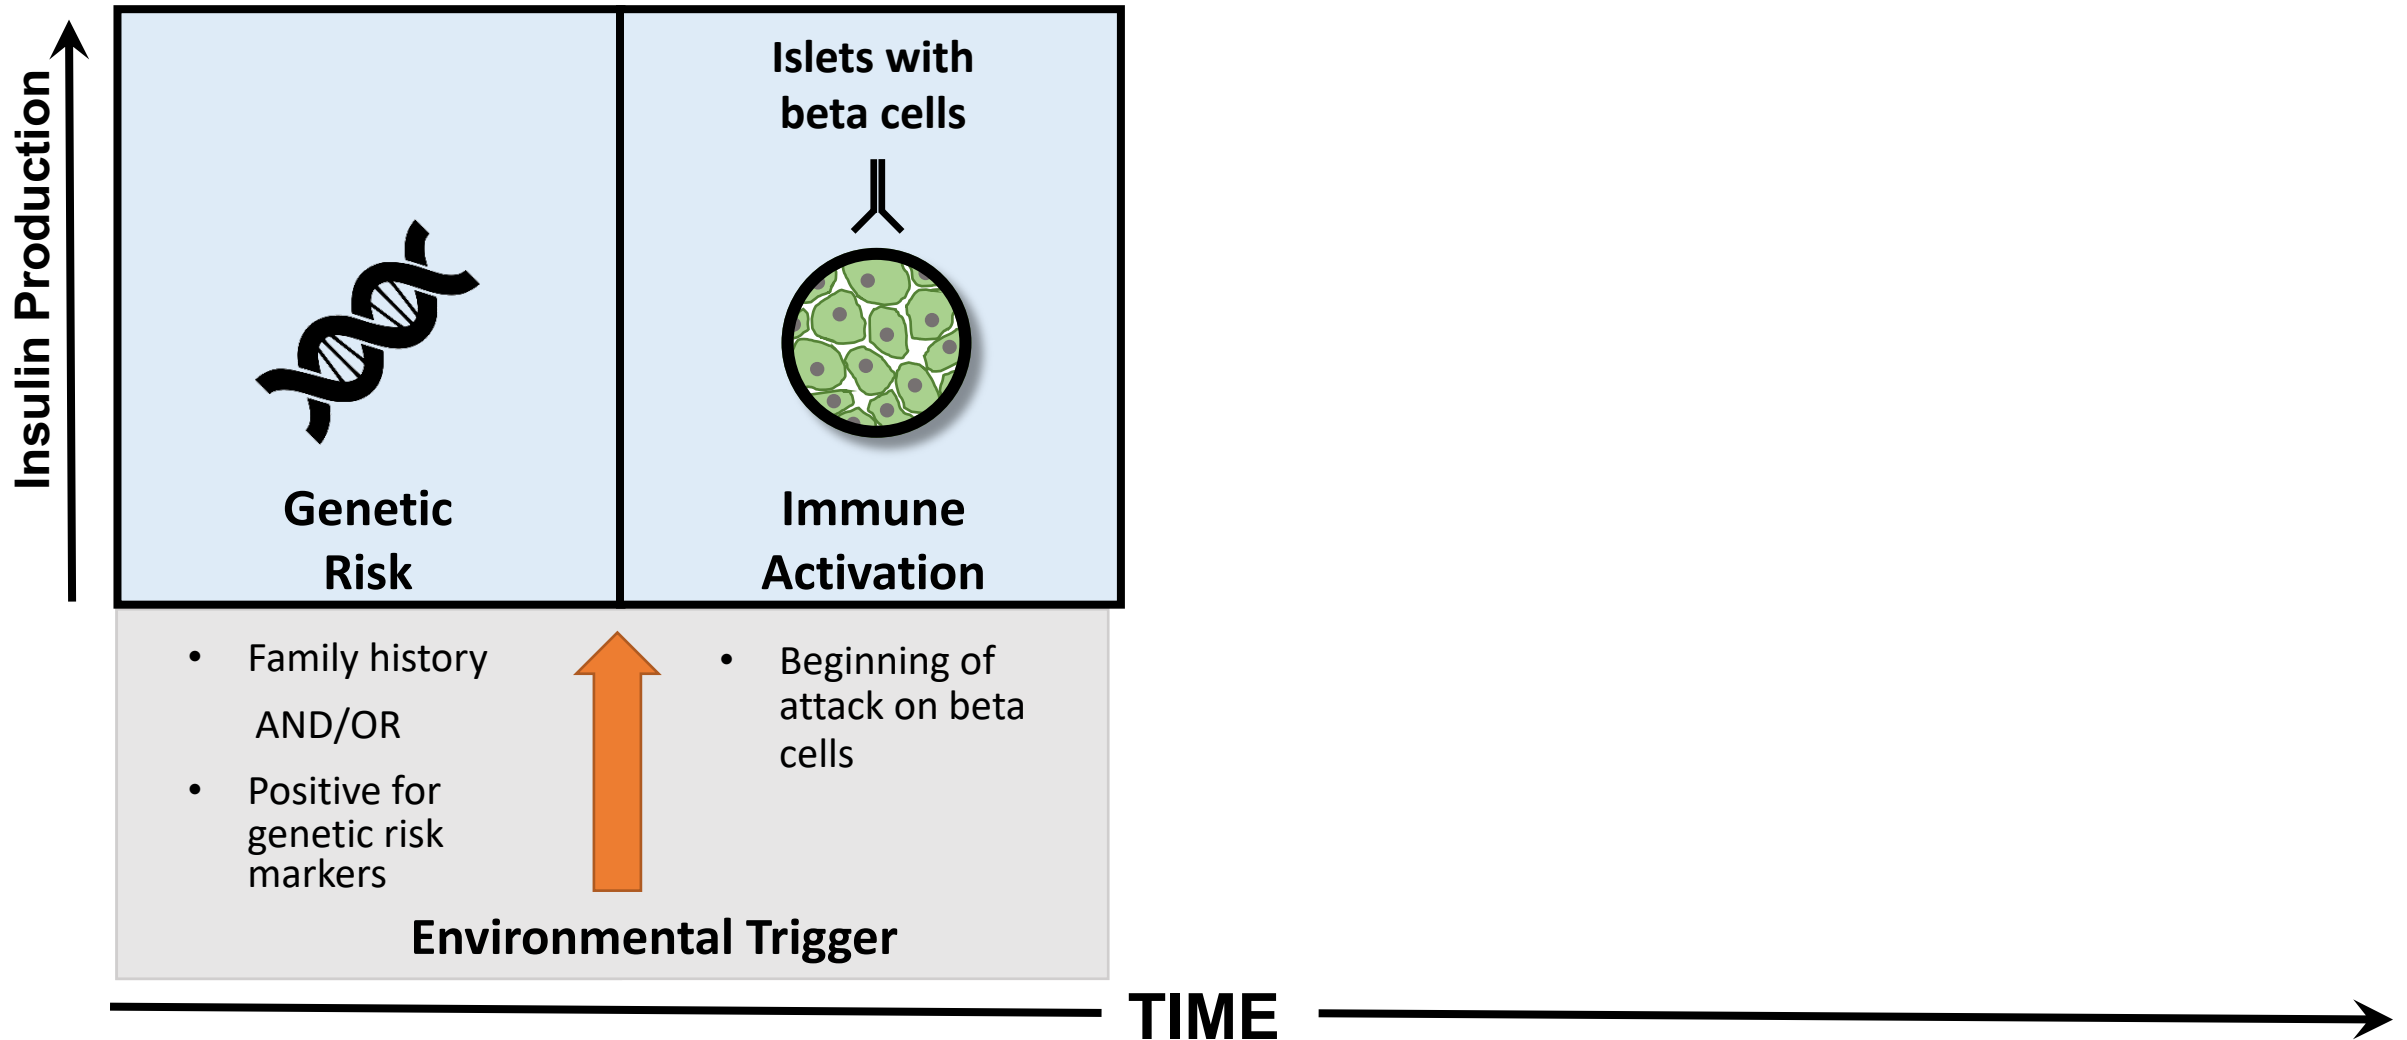 Insulin Production
Islets with
beta cells
Genetic
Risk
Immune
Activation
• Family history
AND/OR
• Positive for
genetic risk
markers
• Beginning of
attack on beta
cells
Environmental Trigger
TIME